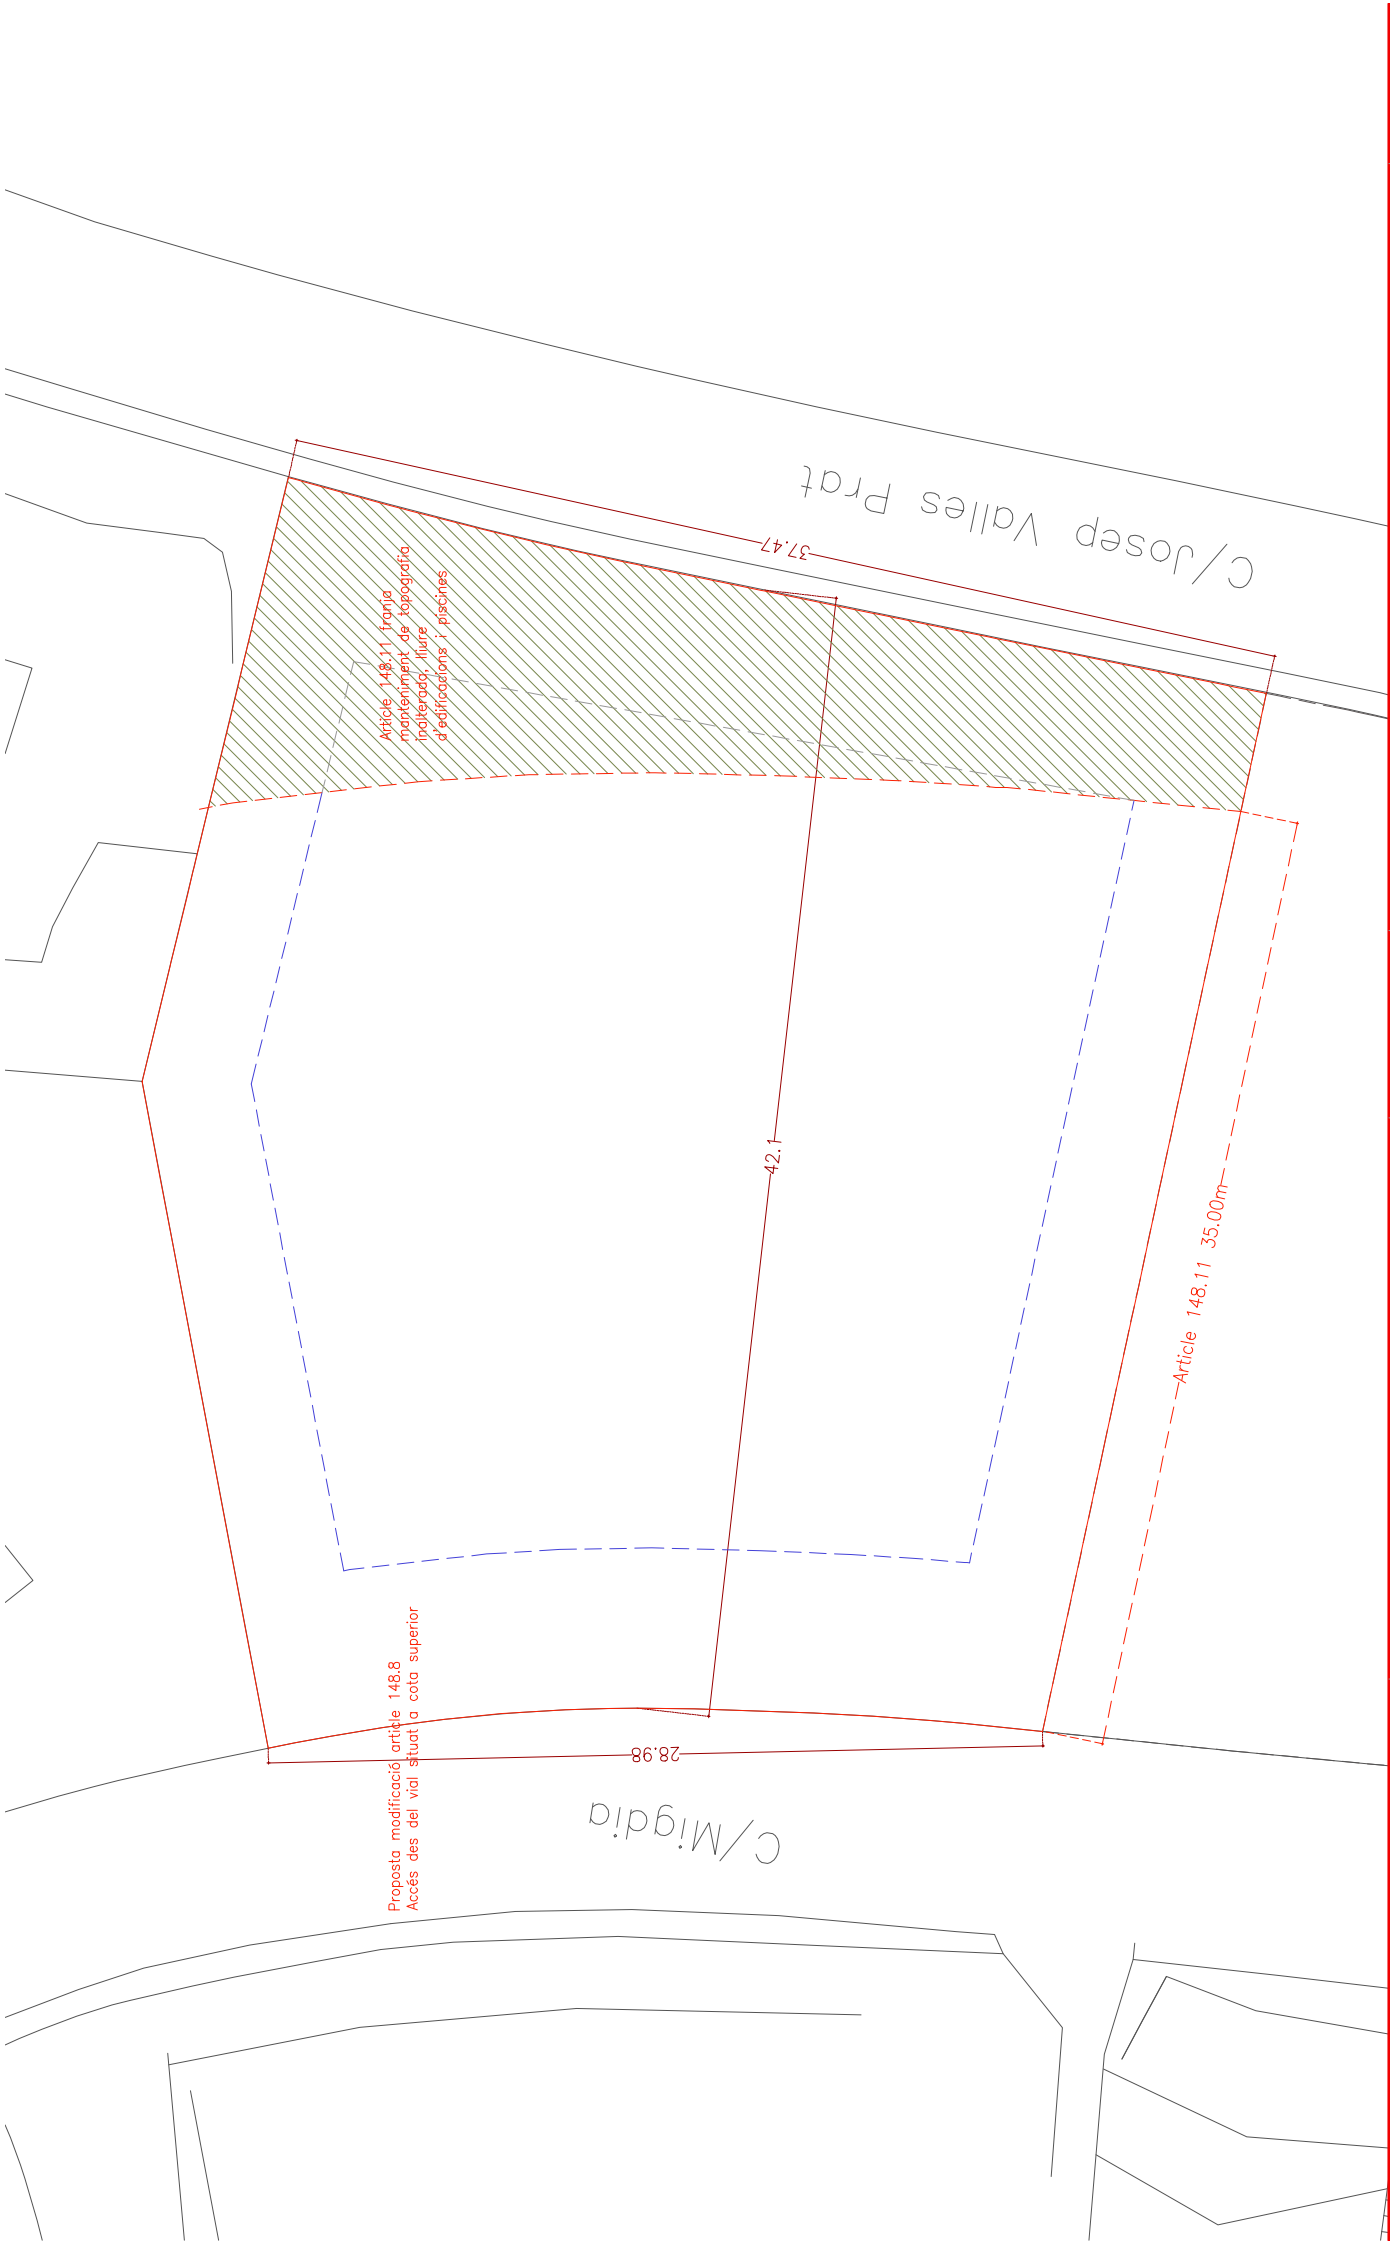 C/Josep Valles Prat
37.47
Article 148.11 franja
manteniment de topografia
inalterada, lliure
d'edificacions i piscines
42.1
Article 148.11 35.00m
Proposta modificació article 148.8
Accés des del vial situat a cota superior
28.98
C/Migdia